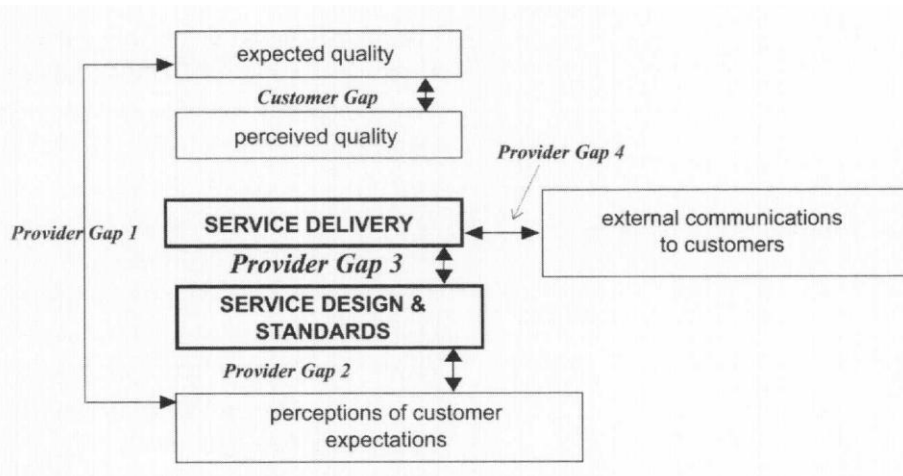 expected quality
Customer Gap
perceived quality
Provider Gap 4
SERVICE DELIVERY
external communications
to customers
Provider Gap 1
Provider Gap 3
SERVICE DESIGN &
STANDARDS
Provider Gap 2
perceptions of customer
expectations